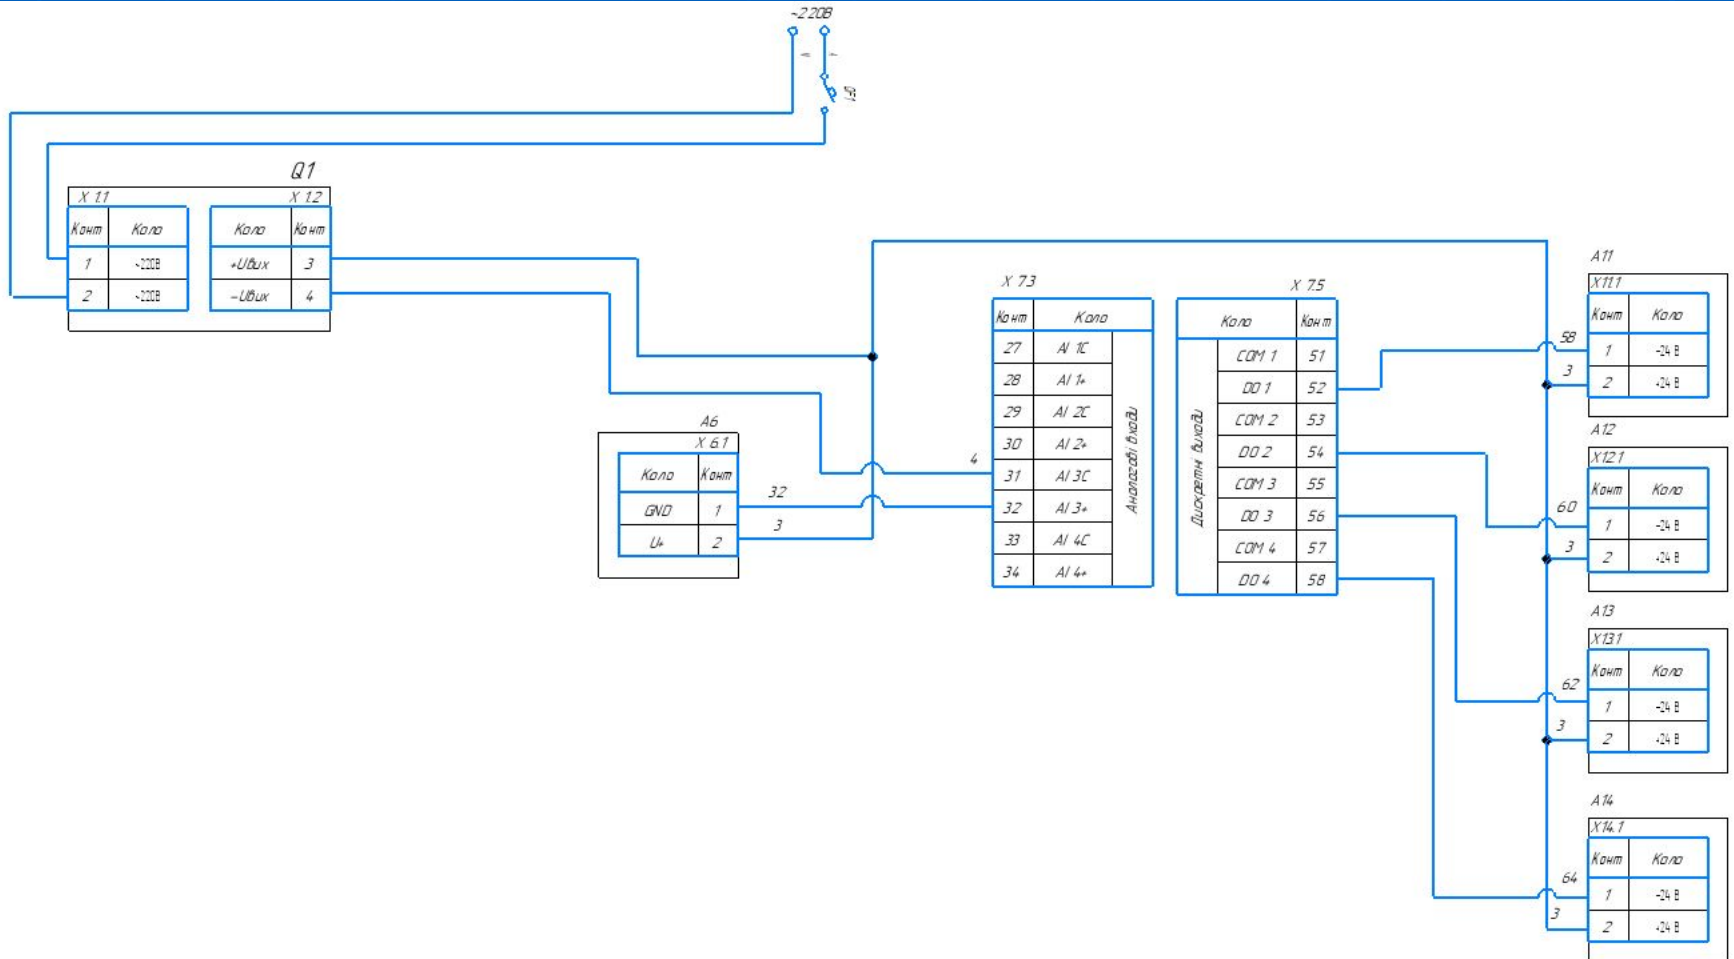 ~220В
QF1
Q1
X 1.1
X 1.2
Конт Коло
Коло Конт
1 ~220В
+Uвих 3
2 ~220В
-Uвих 4
A6
X 6.1
Коло Конт
GND 1
U+ 2
32
3
4
X 7.3
Конт Коло
27 AI 1C
28 AI 1+
29 AI 2C
30 AI 2+
31 AI 3C
32 AI 3+
33 AI 4C
34 AI 4+
Аналогові входи
X 7.5
Коло Конт
COM 1 51
DO 1 52
COM 2 53
DO 2 54
COM 3 55
DO 3 56
COM 4 57
DO 4 58
Дискретні виходи
A11
X11.1
Конт Коло
58
1 -24 В
3
2 +24 В
A12
X12.1
Конт Коло
60
1 -24 В
3
2 +24 В
A13
X13.1
Конт Коло
62
1 -24 В
3
2 +24 В
A14
X14.1
Конт Коло
64
1 -24 В
3
2 +24 В